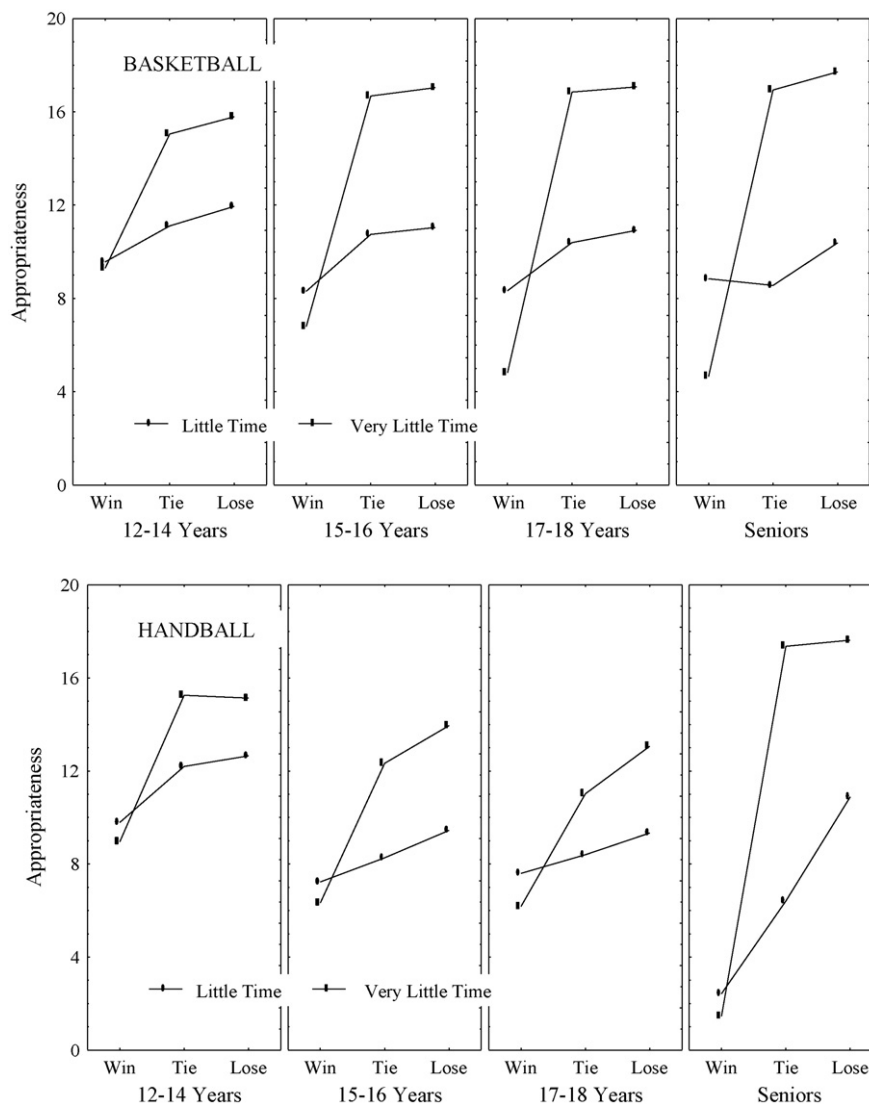 20
BASKETBALL
16
12
8
4
0
Appropriateness
Little Time Very Little Time
Win Tie Lose Win Tie Lose Win Tie Lose Win Tie Lose
12-14 Years 15-16 Years 17-18 Years Seniors
20
HANDBALL
16
12
8
4
0
Appropriateness
Little Time Very Little Time
Win Tie Lose Win Tie Lose Win Tie Lose Win Tie Lose
12-14 Years 15-16 Years 17-18 Years Seniors